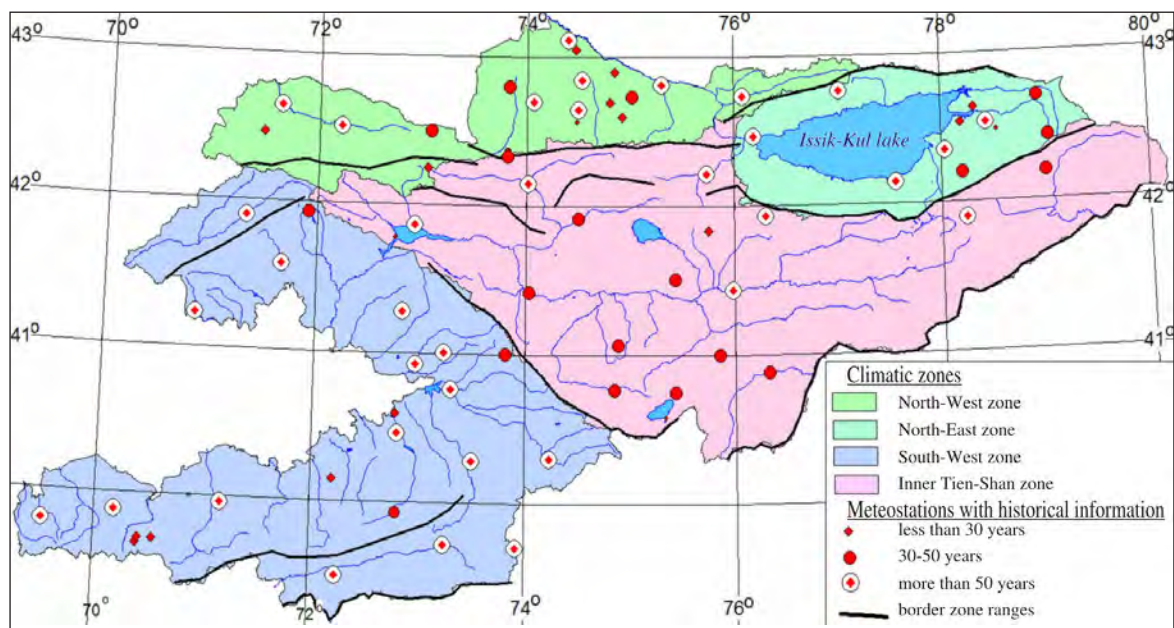 70° 72° 74° 76° 78° 80°
43° 43°
Issik-Kul lake
42° 42°
41° 41°
Climatic zones
North-West zone
North-East zone
South-West zone
Inner Tien-Shan zone
Meteostations with historical information
less than 30 years
30-50 years
more than 50 years
border zone ranges
70° 72° 74° 76°